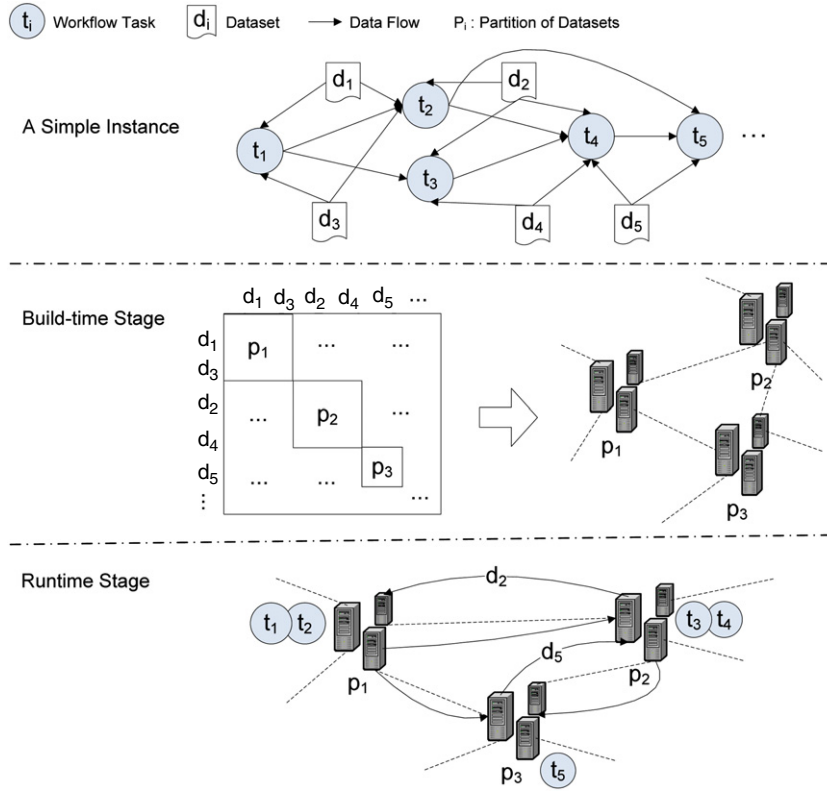 tᵢ Workflow Task dᵢ Dataset Data Flow Pᵢ : Partition of Datasets
A Simple Instance
d₁ d₂
t₂
t₁ t₄ t₅ ...
t₃
d₃ d₄ d₅
Build-time Stage
d₁ d₃ d₂ d₄ d₅ ...
d₁
p₁ ... ...
d₃
d₂
... p₂ ...
d₄
p₃
d₅ ... ...
... ...
p₁
p₂
p₃
Runtime Stage
d₂
t₁ t₂ t₃ t₄
d₅
p₁ p₂
p₃ t₅